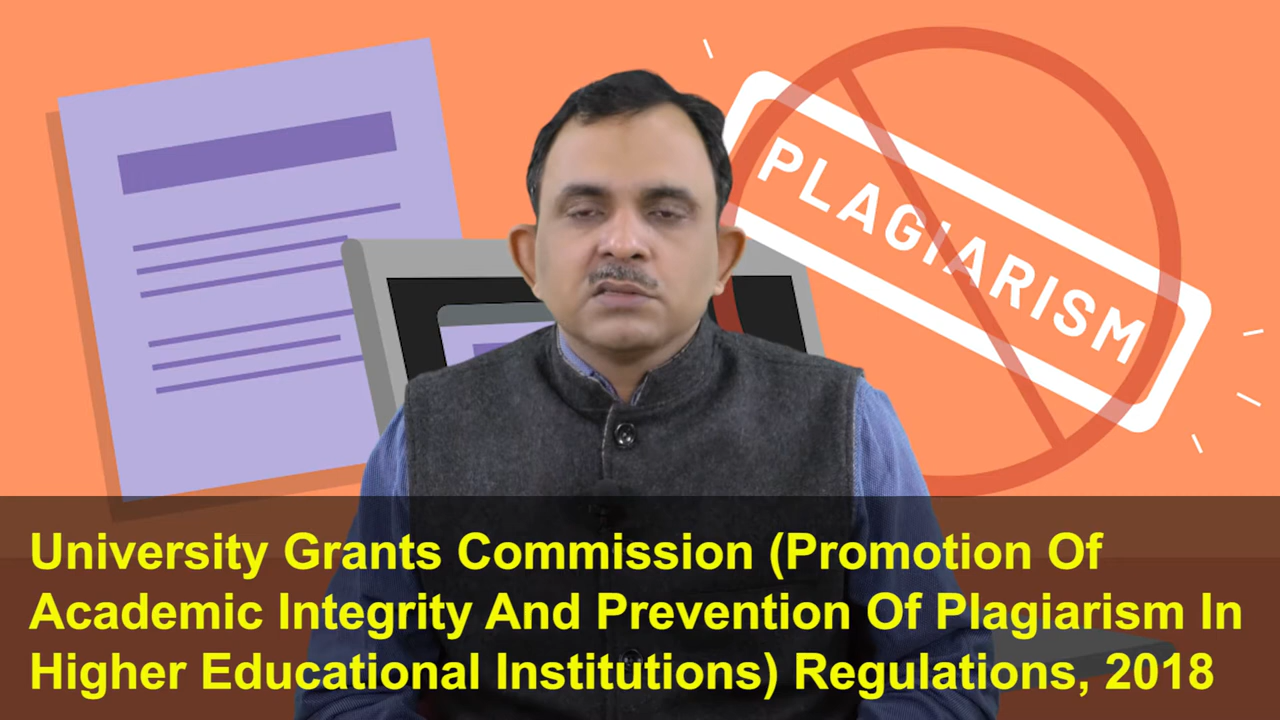 PLAGIARISM
University Grants Commission (Promotion Of
Academic Integrity And Prevention Of Plagiarism In
Higher Educational Institutions) Regulations, 2018